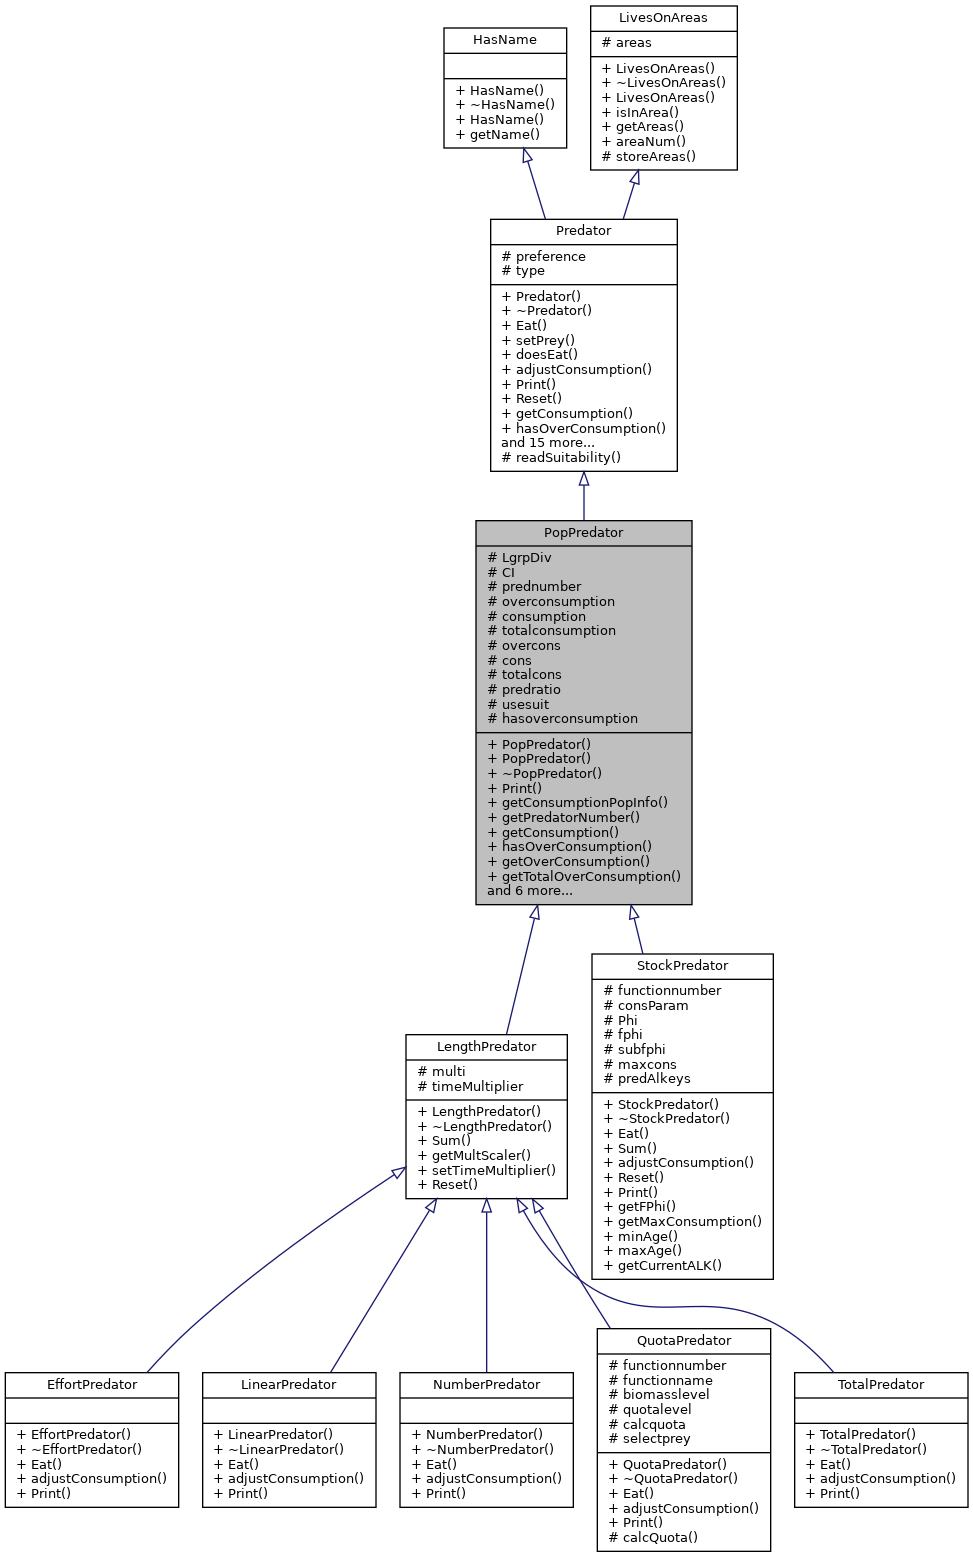 HasName
+ HasName()
+ ~HasName()
+ HasName()
+ getName()
LivesOnAreas
# areas
+ LivesOnAreas()
+ ~LivesOnAreas()
+ LivesOnAreas()
+ isInArea()
+ getAreas()
+ areaNum()
# storeAreas()
Predator
# preference
# type
+ Predator()
+ ~Predator()
+ Eat()
+ setPrey()
+ doesEat()
+ adjustConsumption()
+ Print()
+ Reset()
+ getConsumption()
+ hasOverConsumption()
and 15 more...
# readSuitability()
PopPredator
# LgrpDiv
# CI
# prednumber
# overconsumption
# consumption
# totalconsumption
# overcons
# cons
# totalcons
# predratio
# usesuit
# hasoverconsumption
+ PopPredator()
+ PopPredator()
+ ~PopPredator()
+ Print()
+ getConsumptionPopInfo()
+ getPredatorNumber()
+ getConsumption()
+ hasOverConsumption()
+ getOverConsumption()
+ getTotalOverConsumption()
and 6 more...
StockPredator
# functionnumber
# consParam
# Phi
# fphi
# subfphi
# maxcons
# predAlkeys
+ StockPredator()
+ ~StockPredator()
+ Eat()
+ Sum()
+ adjustConsumption()
+ Reset()
+ Print()
+ getFPhi()
+ getMaxConsumption()
+ minAge()
+ maxAge()
+ getCurrentALK()
LengthPredator
# multi
# timeMultiplier
+ LengthPredator()
+ ~LengthPredator()
+ Sum()
+ getMultScaler()
+ setTimeMultiplier()
+ Reset()
EffortPredator
+ EffortPredator()
+ ~EffortPredator()
+ Eat()
+ adjustConsumption()
+ Print()
LinearPredator
+ LinearPredator()
+ ~LinearPredator()
+ Eat()
+ adjustConsumption()
+ Print()
NumberPredator
+ NumberPredator()
+ ~NumberPredator()
+ Eat()
+ adjustConsumption()
+ Print()
QuotaPredator
# functionnumber
# functionname
# biomasslevel
# quotalevel
# calcquota
# selectprey
+ QuotaPredator()
+ ~QuotaPredator()
+ Eat()
+ adjustConsumption()
+ Print()
# calcQuota()
TotalPredator
+ TotalPredator()
+ ~TotalPredator()
+ Eat()
+ adjustConsumption()
+ Print()